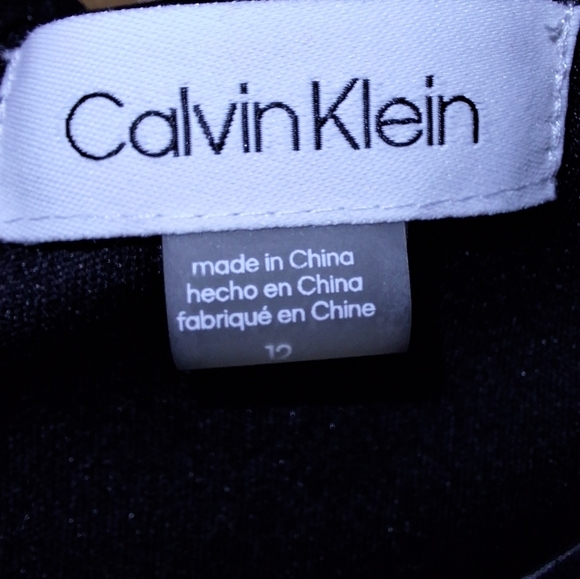 Calvin Klein
made in China
hecho en China
fabriqué en Chine
12